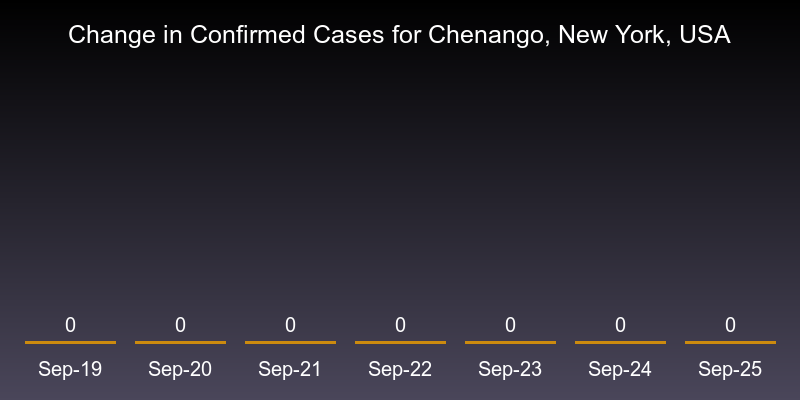 Change in Confirmed Cases for Chenango, New York, USA
0 0 0 0 0 0 0
Sep-19 Sep-20 Sep-21 Sep-22 Sep-23 Sep-24 Sep-25